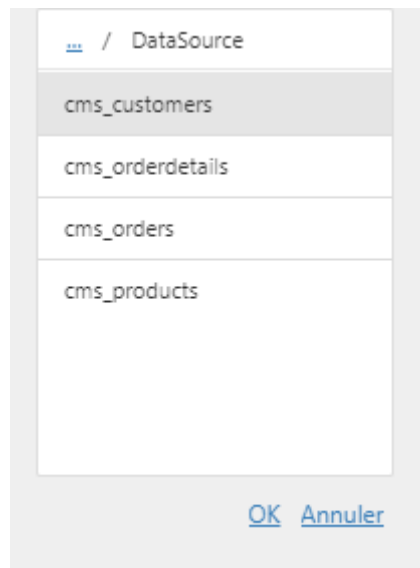 ... / DataSource
cms_customers
cms_orderdetails
cms_orders
cms_products
OK Annuler